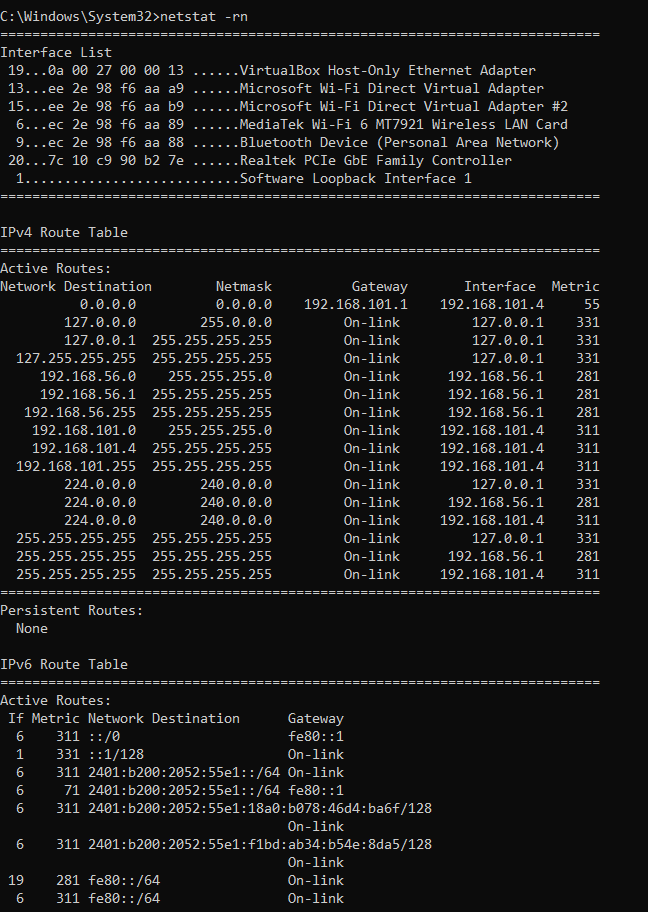 C:\Windows\System32>netstat -rn
===========================================================================
Interface List
 19...0a 00 27 00 00 13 ......VirtualBox Host-Only Ethernet Adapter
 13...ee 2e 98 f6 aa a9 ......Microsoft Wi-Fi Direct Virtual Adapter
 15...ee 2e 98 f6 aa b9 ......Microsoft Wi-Fi Direct Virtual Adapter #2
  6...ec 2e 98 f6 aa 89 ......MediaTek Wi-Fi 6 MT7921 Wireless LAN Card
  9...ec 2e 98 f6 aa 88 ......Bluetooth Device (Personal Area Network)
 20...7c 10 c9 90 b2 7e ......Realtek PCIe GbE Family Controller
  1...........................Software Loopback Interface 1
===========================================================================

IPv4 Route Table
===========================================================================
Active Routes:
Network Destination        Netmask          Gateway       Interface  Metric
          0.0.0.0          0.0.0.0    192.168.101.1    192.168.101.4     55
        127.0.0.0        255.0.0.0         On-link         127.0.0.1    331
        127.0.0.1  255.255.255.255         On-link         127.0.0.1    331
  127.255.255.255  255.255.255.255         On-link         127.0.0.1    331
     192.168.56.0    255.255.255.0         On-link      192.168.56.1    281
     192.168.56.1  255.255.255.255         On-link      192.168.56.1    281
   192.168.56.255  255.255.255.255         On-link      192.168.56.1    281
    192.168.101.0    255.255.255.0         On-link     192.168.101.4    311
    192.168.101.4  255.255.255.255         On-link     192.168.101.4    311
  192.168.101.255  255.255.255.255         On-link     192.168.101.4    311
        224.0.0.0        240.0.0.0         On-link         127.0.0.1    331
        224.0.0.0        240.0.0.0         On-link      192.168.56.1    281
        224.0.0.0        240.0.0.0         On-link     192.168.101.4    311
  255.255.255.255  255.255.255.255         On-link         127.0.0.1    331
  255.255.255.255  255.255.255.255         On-link      192.168.56.1    281
  255.255.255.255  255.255.255.255         On-link     192.168.101.4    311
===========================================================================
Persistent Routes:
  None

IPv6 Route Table
===========================================================================
Active Routes:
 If Metric Network Destination      Gateway
  6    311 ::/0                     fe80::1
  1    331 ::1/128                  On-link
  6    311 2401:b200:2052:55e1::/64 On-link
  6     71 2401:b200:2052:55e1::/64 fe80::1
  6    311 2401:b200:2052:55e1:18a0:b078:46d4:ba6f/128
                                    On-link
  6    311 2401:b200:2052:55e1:f1bd:ab34:b54e:8da5/128
                                    On-link
 19    281 fe80::/64                On-link
  6    311 fe80::/64                On-link